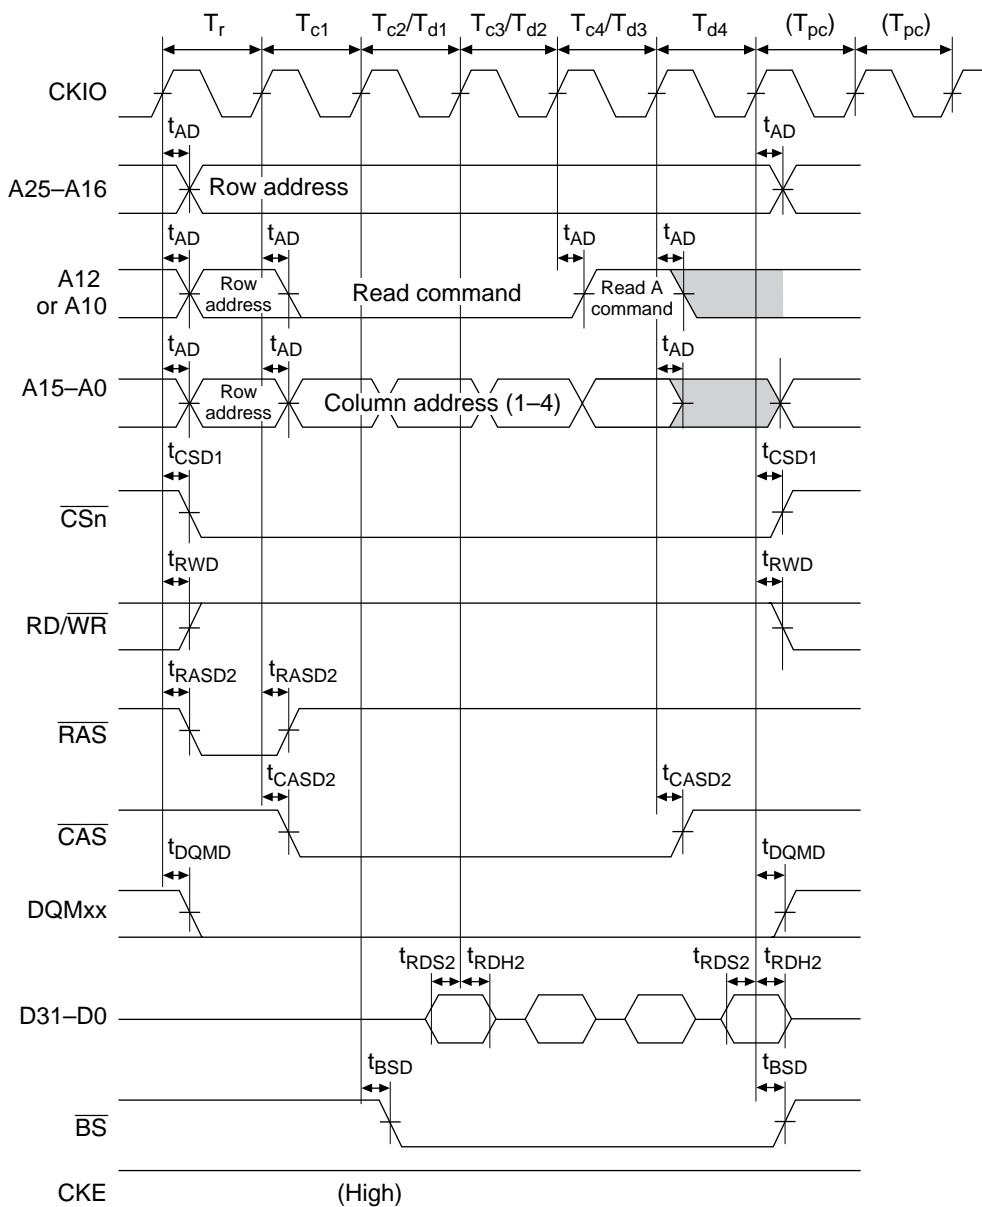 Tr Tc1 Tc2/Td1 Tc3/Td2 Tc4/Td3 Td4 (Tpc) (Tpc)
CKIO
tAD tAD
A25–A16 Row address
tAD tAD tAD tAD
A12 or A10 Row address Read command Read A command
tAD tAD tAD
A15–A0 Row address Column address (1–4)
tCSD1 tCSD1
CSn
tRWD tRWD
RD/WR
tRASD2 tRASD2
RAS
tCASD2 tCASD2
CAS
tDQMD tDQMD
DQMxx
tRDS2 tRDH2 tRDS2 tRDH2
D31–D0
tBSD tBSD
BS
CKE (High)